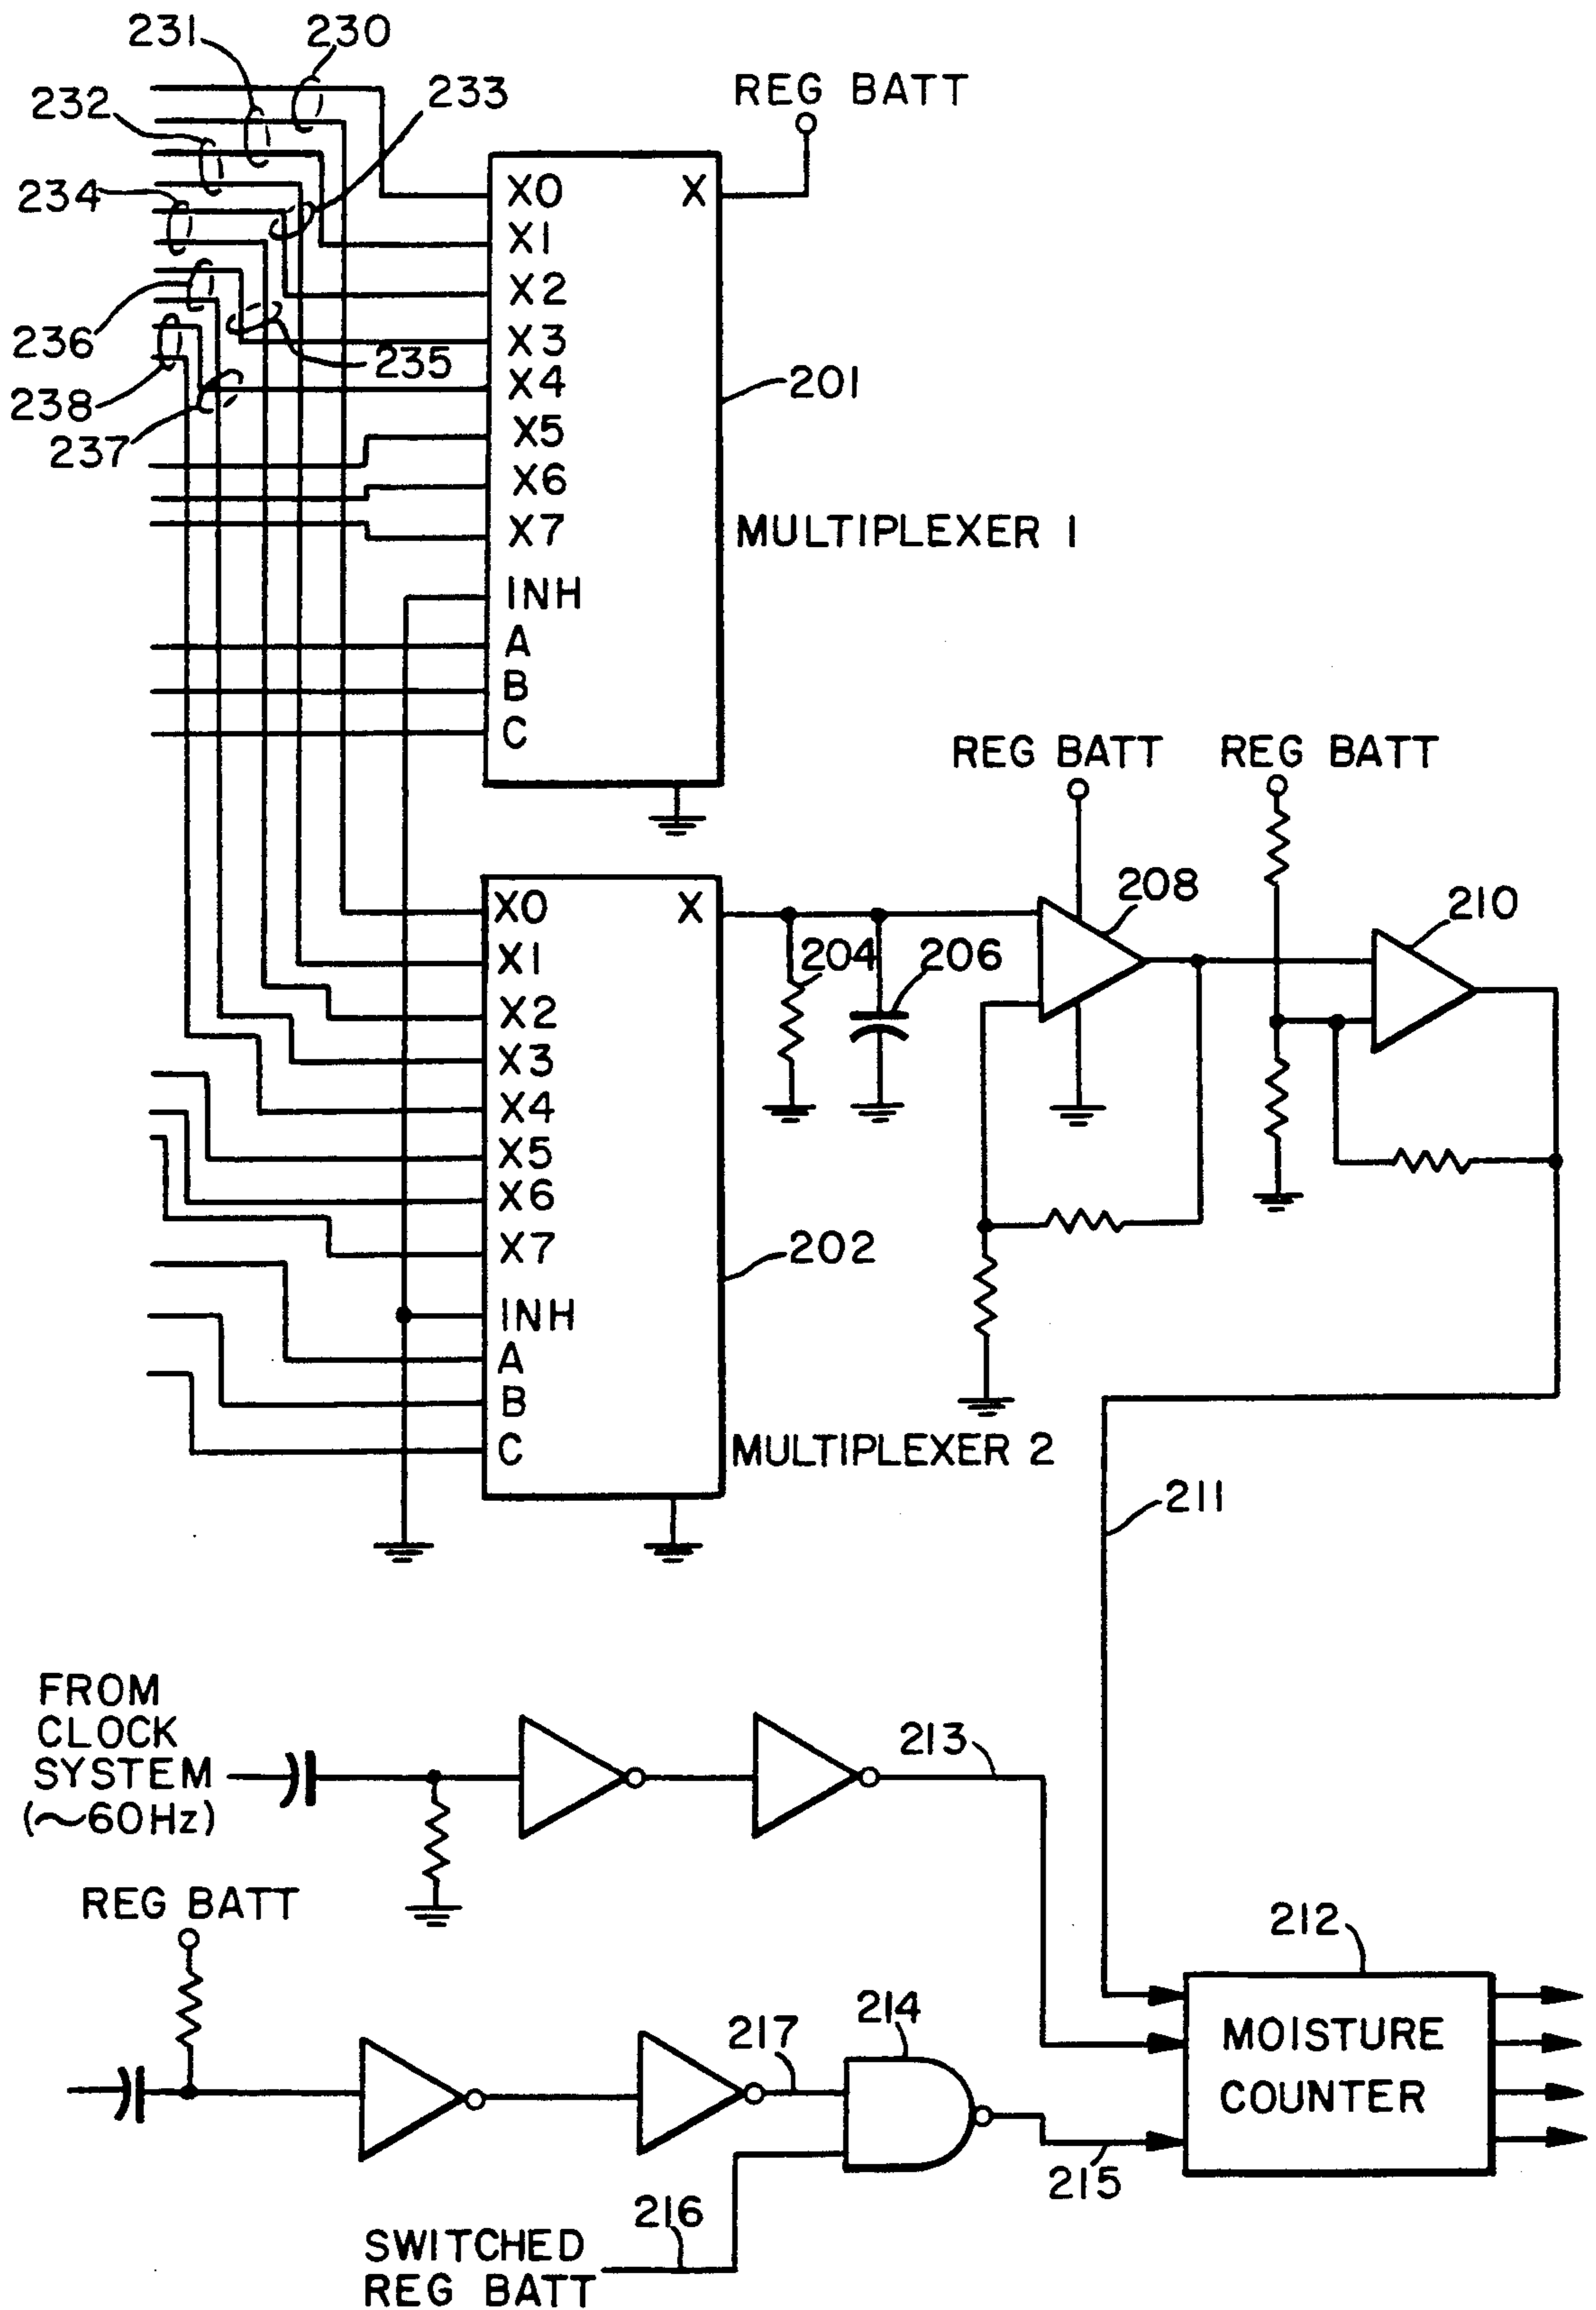 231
230
232
233
REG BATT
234
X0
X
X1
X2
236
X3
235
X4
201
238
X5
237
X6
X7
MULTIPLEXER 1
INH
A
B
C
REG BATT
REG BATT
208
210
X0
X
204
206
X1
X2
X3
X4
X5
X6
X7
202
INH
A
B
C
MULTIPLEXER 2
211
FROM
CLOCK
SYSTEM
(~60Hz)
213
REG BATT
212
214
217
MOISTURE
COUNTER
215
216
SWITCHED
REG BATT